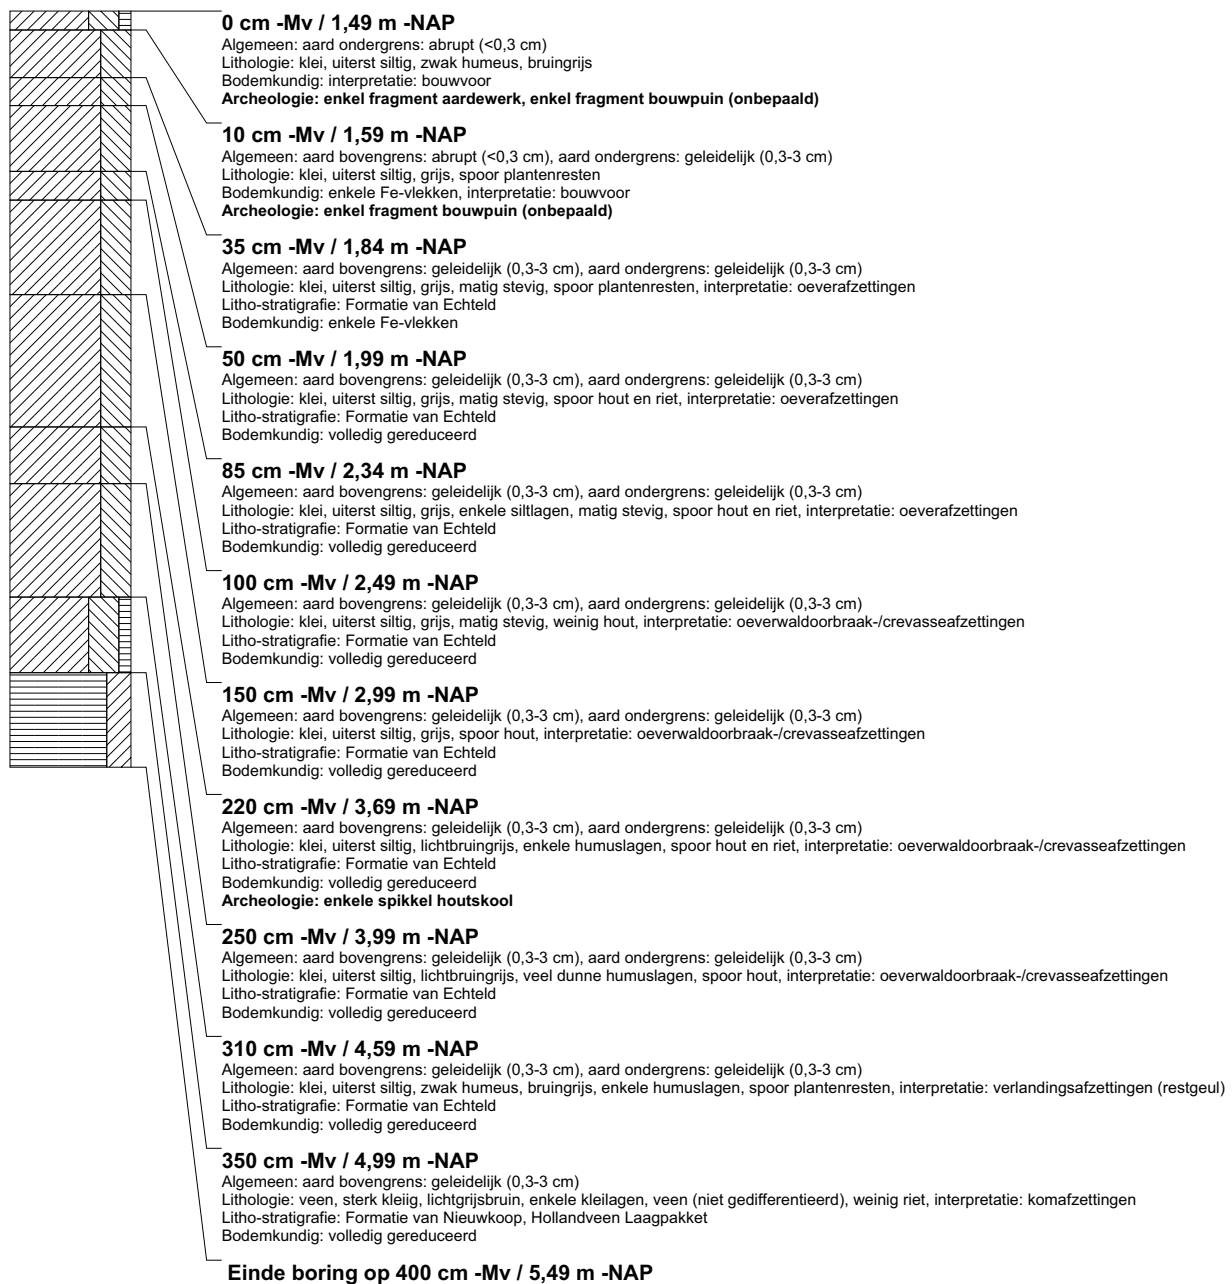 0 cm -Mv / 1,49 m -NAP
Algemeen: aard ondergrens: abrupt (<0,3 cm)
Lithologie: klei, uiterst siltig, zwak humeus, bruingrijs
Bodemkundig: interpretatie: bouwvoor
Archeologie: enkel fragment aardewerk, enkel fragment bouwpuin (onbepaald)
10 cm -Mv / 1,59 m -NAP
Algemeen: aard bovengrens: abrupt (<0,3 cm), aard ondergrens: geleidelijk (0,3-3 cm)
Lithologie: klei, uiterst siltig, grijs, spoor plantenresten
Bodemkundig: enkele Fe-vlekken, interpretatie: bouwvoor
Archeologie: enkel fragment bouwpuin (onbepaald)
35 cm -Mv / 1,84 m -NAP
Algemeen: aard bovengrens: geleidelijk (0,3-3 cm), aard ondergrens: geleidelijk (0,3-3 cm)
Lithologie: klei, uiterst siltig, grijs, matig stevig, spoor plantenresten, interpretatie: oeverafzettingen
Litho-stratigrafie: Formatie van Echteld
Bodemkundig: enkele Fe-vlekken
50 cm -Mv / 1,99 m -NAP
Algemeen: aard bovengrens: geleidelijk (0,3-3 cm), aard ondergrens: geleidelijk (0,3-3 cm)
Lithologie: klei, uiterst siltig, grijs, matig stevig, spoor hout en riet, interpretatie: oeverafzettingen
Litho-stratigrafie: Formatie van Echteld
Bodemkundig: volledig gereduceerd
85 cm -Mv / 2,34 m -NAP
Algemeen: aard bovengrens: geleidelijk (0,3-3 cm), aard ondergrens: geleidelijk (0,3-3 cm)
Lithologie: klei, uiterst siltig, grijs, enkele siltlagen, matig stevig, spoor hout en riet, interpretatie: oeverafzettingen
Litho-stratigrafie: Formatie van Echteld
Bodemkundig: volledig gereduceerd
100 cm -Mv / 2,49 m -NAP
Algemeen: aard bovengrens: geleidelijk (0,3-3 cm), aard ondergrens: geleidelijk (0,3-3 cm)
Lithologie: klei, uiterst siltig, grijs, matig stevig, weinig hout, interpretatie: oeverwaldoorbraak-/crevasseafzettingen
Litho-stratigrafie: Formatie van Echteld
Bodemkundig: volledig gereduceerd
150 cm -Mv / 2,99 m -NAP
Algemeen: aard bovengrens: geleidelijk (0,3-3 cm), aard ondergrens: geleidelijk (0,3-3 cm)
Lithologie: klei, uiterst siltig, grijs, spoor hout, interpretatie: oeverwaldoorbraak-/crevasseafzettingen
Litho-stratigrafie: Formatie van Echteld
Bodemkundig: volledig gereduceerd
220 cm -Mv / 3,69 m -NAP
Algemeen: aard bovengrens: geleidelijk (0,3-3 cm), aard ondergrens: geleidelijk (0,3-3 cm)
Lithologie: klei, uiterst siltig, lichtbruingrijs, enkele humuslagen, spoor hout en riet, interpretatie: oeverwaldoorbraak-/crevasseafzettingen
Litho-stratigrafie: Formatie van Echteld
Bodemkundig: volledig gereduceerd
Archeologie: enkele spikkel houtskool
250 cm -Mv / 3,99 m -NAP
Algemeen: aard bovengrens: geleidelijk (0,3-3 cm), aard ondergrens: geleidelijk (0,3-3 cm)
Lithologie: klei, uiterst siltig, lichtbruingrijs, veel dunne humuslagen, spoor hout, interpretatie: oeverwaldoorbraak-/crevasseafzettingen
Litho-stratigrafie: Formatie van Echteld
Bodemkundig: volledig gereduceerd
310 cm -Mv / 4,59 m -NAP
Algemeen: aard bovengrens: geleidelijk (0,3-3 cm), aard ondergrens: geleidelijk (0,3-3 cm)
Lithologie: klei, uiterst siltig, zwak humeus, bruingrijs, enkele humuslagen, spoor plantenresten, interpretatie: verlandingsafzettingen (restgeul)
Litho-stratigrafie: Formatie van Echteld
Bodemkundig: volledig gereduceerd
350 cm -Mv / 4,99 m -NAP
Algemeen: aard bovengrens: geleidelijk (0,3-3 cm)
Lithologie: veen, sterk kleiig, lichtgrijsbruin, enkele kleilagen, veen (niet gedifferentieerd), weinig riet, interpretatie: komafzettingen
Litho-stratigrafie: Formatie van Nieuwkoop, Hollandveen Laagpakket
Bodemkundig: volledig gereduceerd
Einde boring op 400 cm -Mv / 5,49 m -NAP